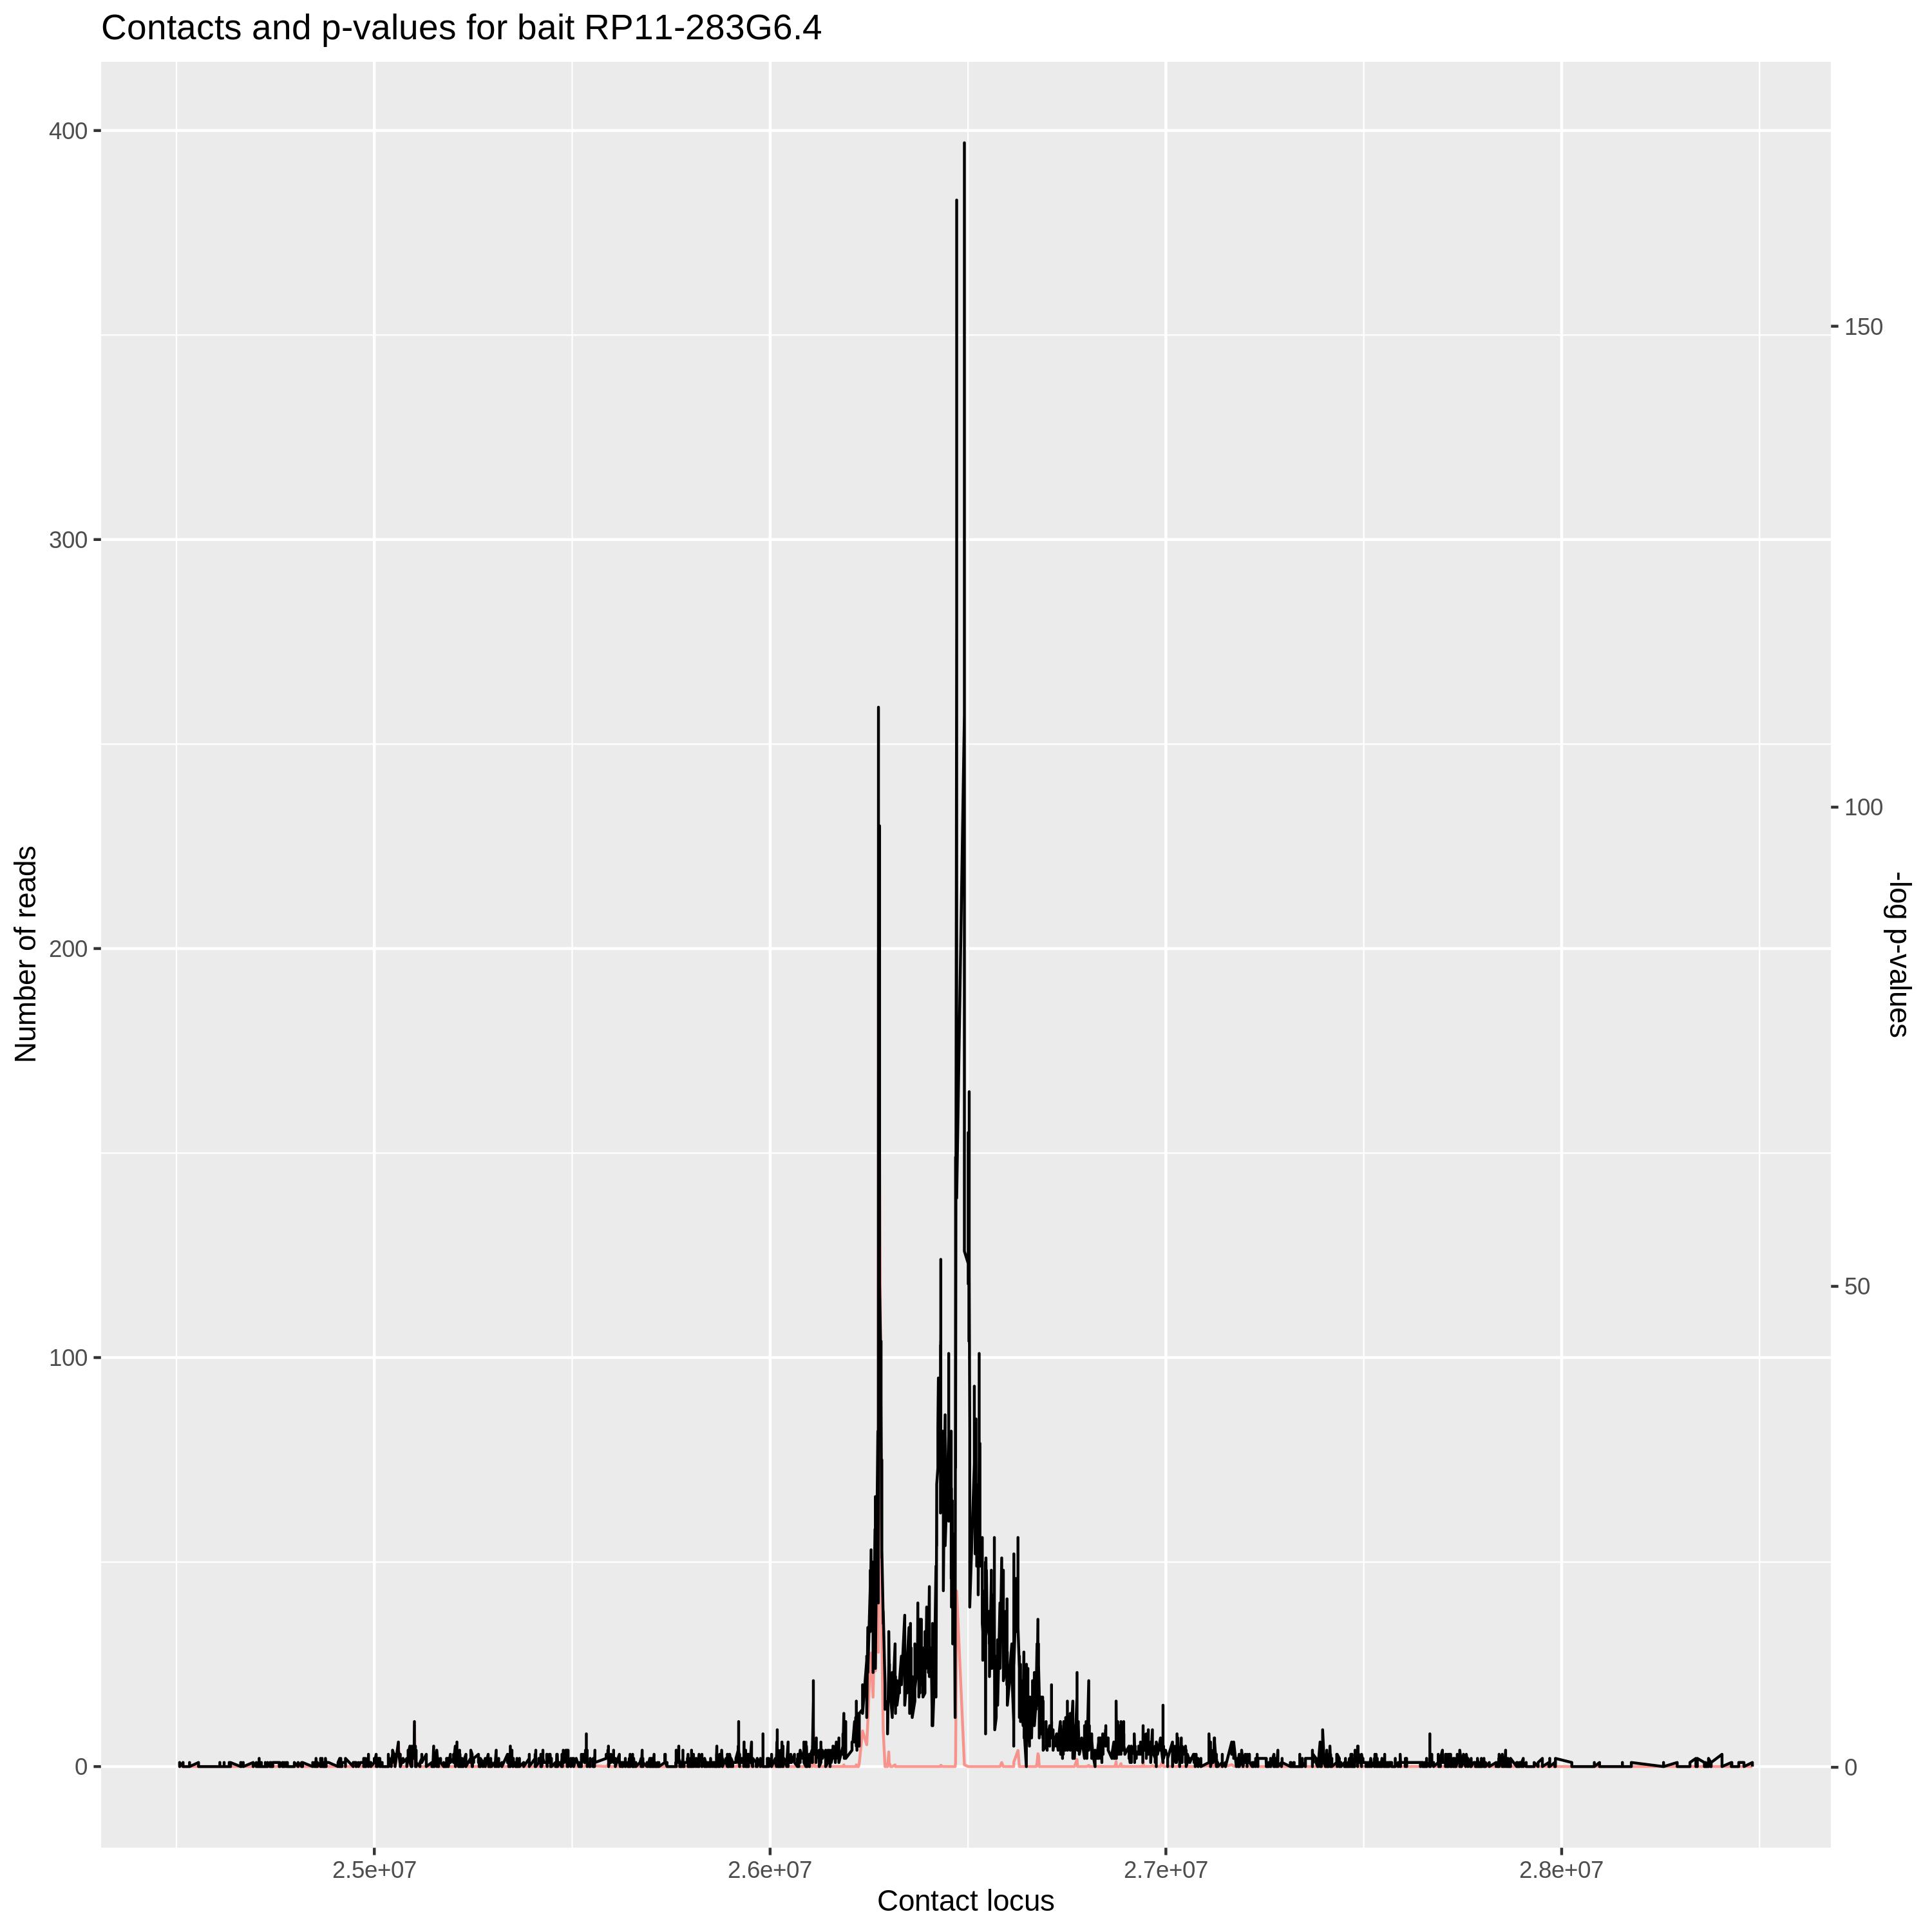 Contacts and p-values for bait RP11-283G6.4
400
300
200
100
0
Number of reads
150
100
50
0
-log p-values
2.5e+07
2.6e+07
2.7e+07
2.8e+07
Contact locus